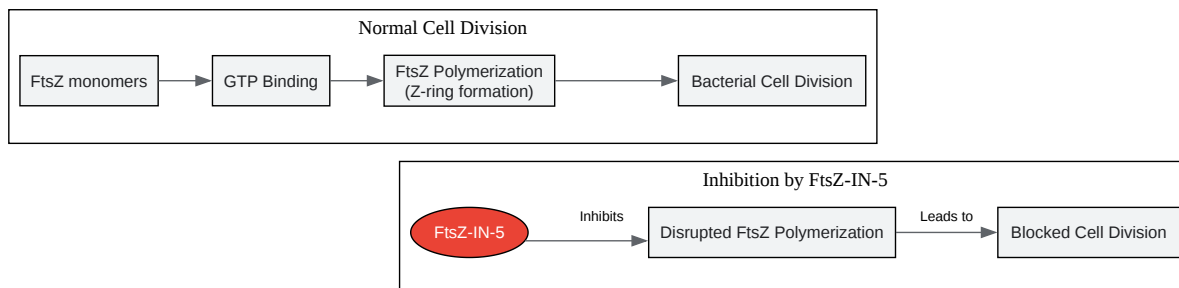 Normal Cell Division
FtsZ monomers
GTP Binding
FtsZ Polymerization
(Z-ring formation)
Bacterial Cell Division
Inhibition by FtsZ-IN-5
FtsZ-IN-5
Inhibits
Disrupted FtsZ Polymerization
Leads to
Blocked Cell Division